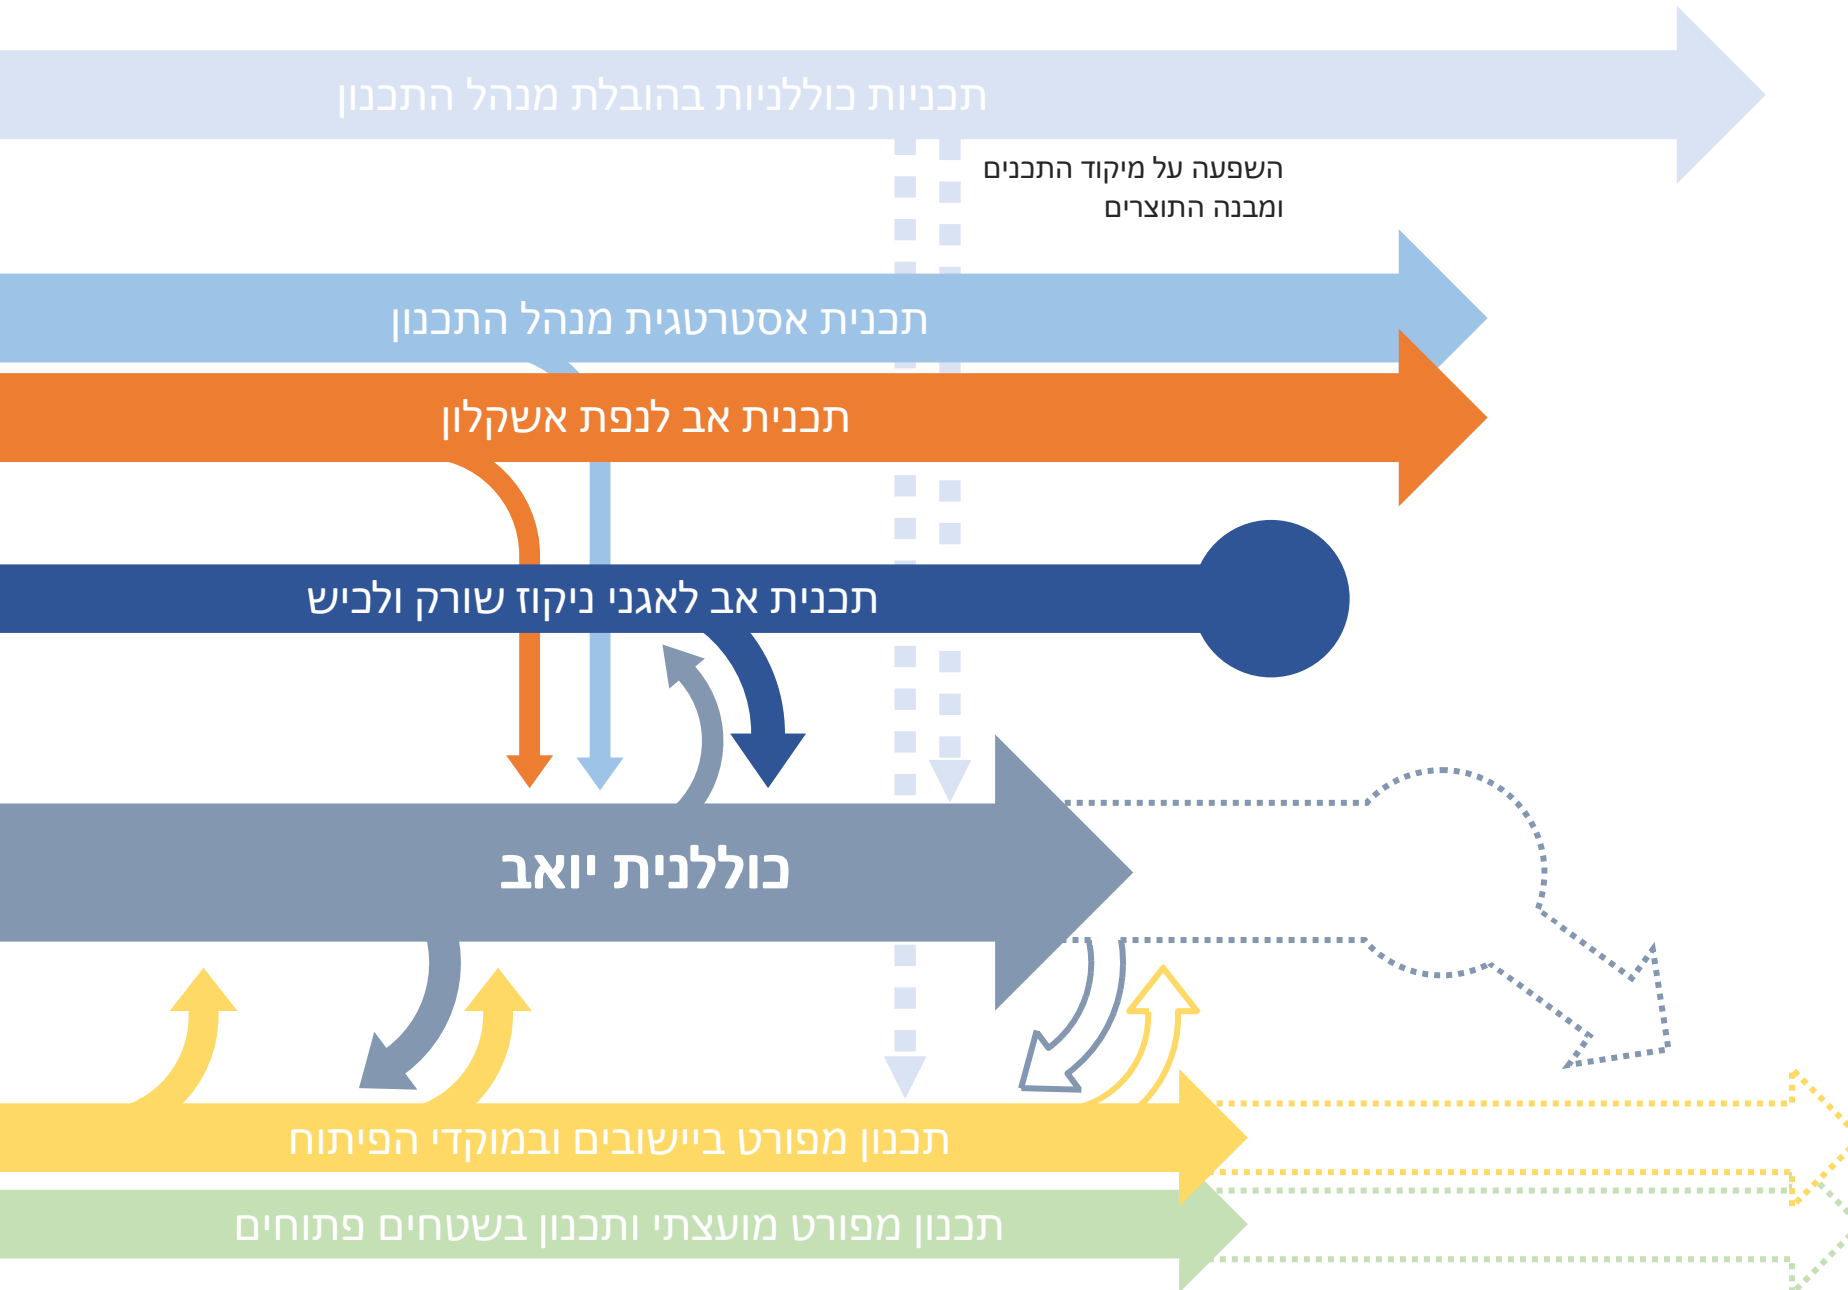 תכניות כוללניות בהובלת מנהל התכנון
השפעה על מיקוד התכנים
ומבנה התוצרים
תכנית אסטרטגית מנהל התכנון
תכנית אב לנפת אשקלון
תכנית אב לאגני ניקוז שורק ולכיש
כוללנית יואב
תכנון מפורט ביישובים ובמוקדי הפיתוח
תכנון מפורט מועצתי ותכנון בשטחים פתוחים